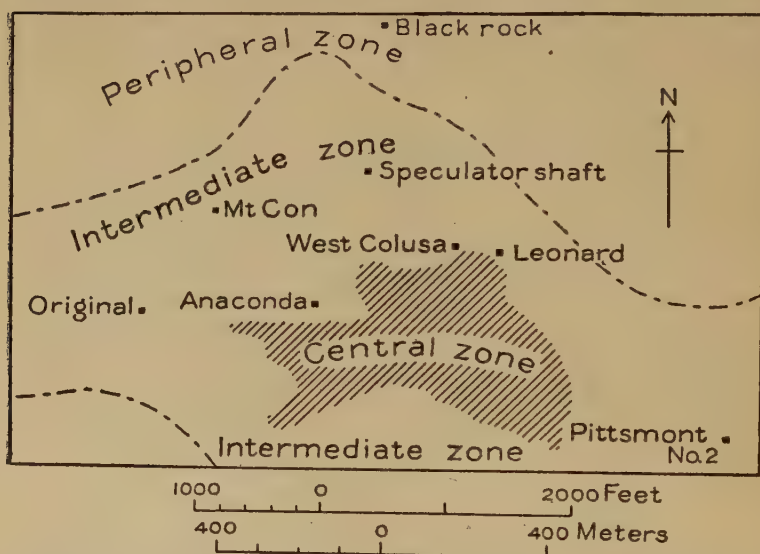 Black rock
Peripheral zone
N
Intermediate zone
Speculator shaft
Mt Con
West Colusa
Leonard
Original
Anaconda
Central zone
Intermediate zone
Pittsmont
No.2
1000 0 2000 Feet
400 0 400 Meters